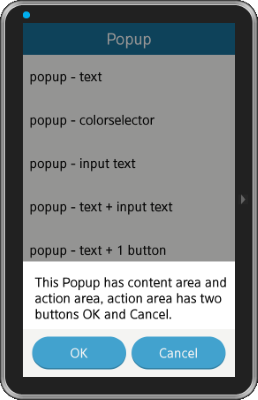 Popup
popup - text
popup - colorselector
popup - input text
popup - text + input text
popup - text + 1 button
This Popup has content area and
action area, action area has two
buttons OK and Cancel.
OK
Cancel